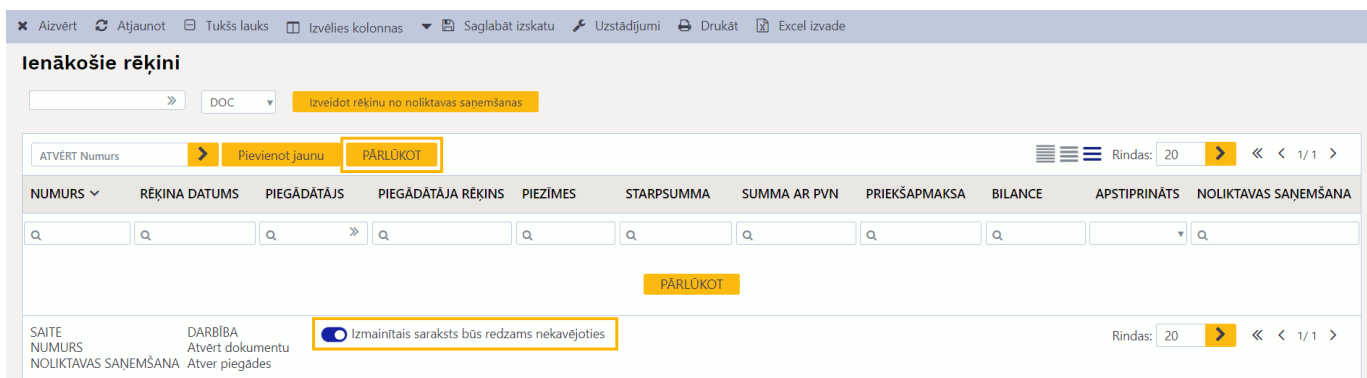 Aizvērt Atjaunot Tukšs lauks Izvēlies kolonnas Saglabāt izskatu Uzstādījumi Drukāt Excel izvade
Ienākošie rēķini
DOC Izveidot rēķinu no noliktavas saņemšanas
ATVĒRT Numurs Pievienot jaunu PĀRLŪKOT Rindas: 20 1/ 1
NUMURS RĒĶINA DATUMS PIEGĀDĀTĀJS PIEGĀDĀTĀJA RĒĶINS PIEZĪMES STARPSUMMA SUMMA AR PVN PRIEKŠAPMAKSA BILANCE APSTIPRINĀTS NOLIKTAVAS SAŅEMŠANA
PĀRLŪKOT
SAITE DARBĪBA Izmainītais saraksts būs redzams nekavējoties Rindas: 20 1/ 1
NUMURS Atvērt dokumentu
NOLIKTAVAS SAŅEMŠANA Atver piegādes